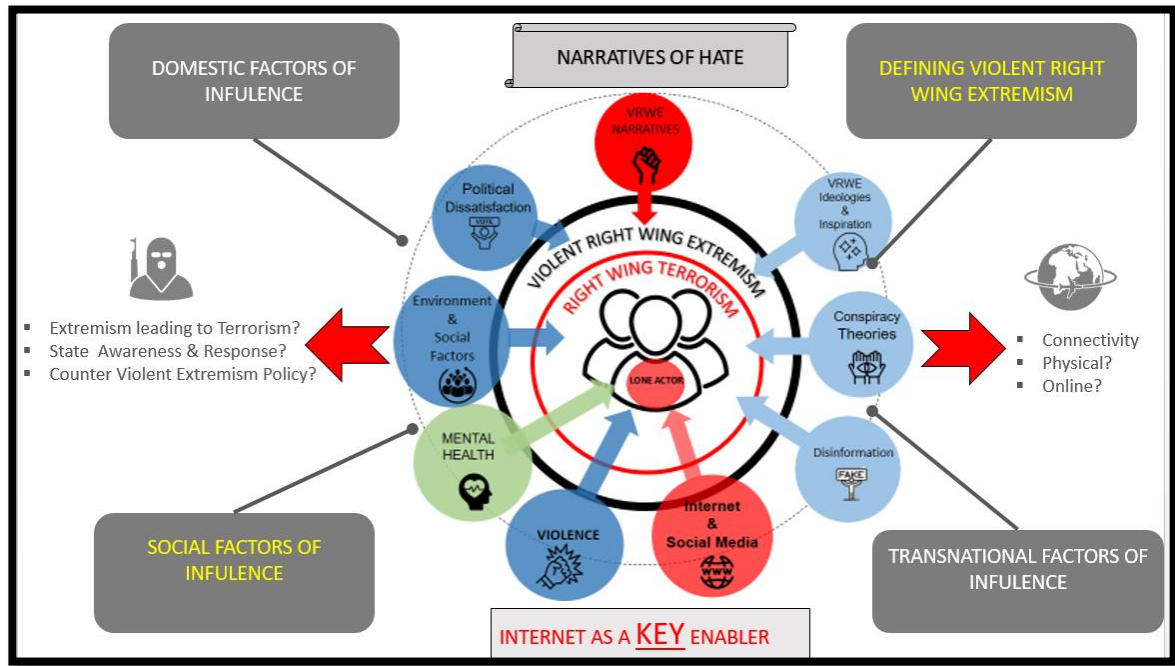 DOMESTIC FACTORS OF
INFULENCE
NARRATIVES OF HATE
DEFINING VIOLENT RIGHT
WING EXTREMISM
VRWE
NARRATIVES
Political
Dissatisfaction
VOTE
VRWE
Ideologies
&
Inspiration
VIOLENT RIGHT WING EXTREMISM
RIGHT WING TERRORISM
Environment
&
Social
Factors
Conspiracy
Theories
LONE ACTOR
▪ Extremism leading to Terrorism?
▪ State Awareness & Response?
▪ Counter Violent Extremism Policy?
▪ Connectivity
▪ Physical?
▪ Online?
MENTAL
HEALTH
Disinformation
FAKE
VIOLENCE
Internet
&
Social Media
WWW
SOCIAL FACTORS OF
INFULENCE
TRANSNATIONAL FACTORS OF
INFULENCE
INTERNET AS A KEY ENABLER